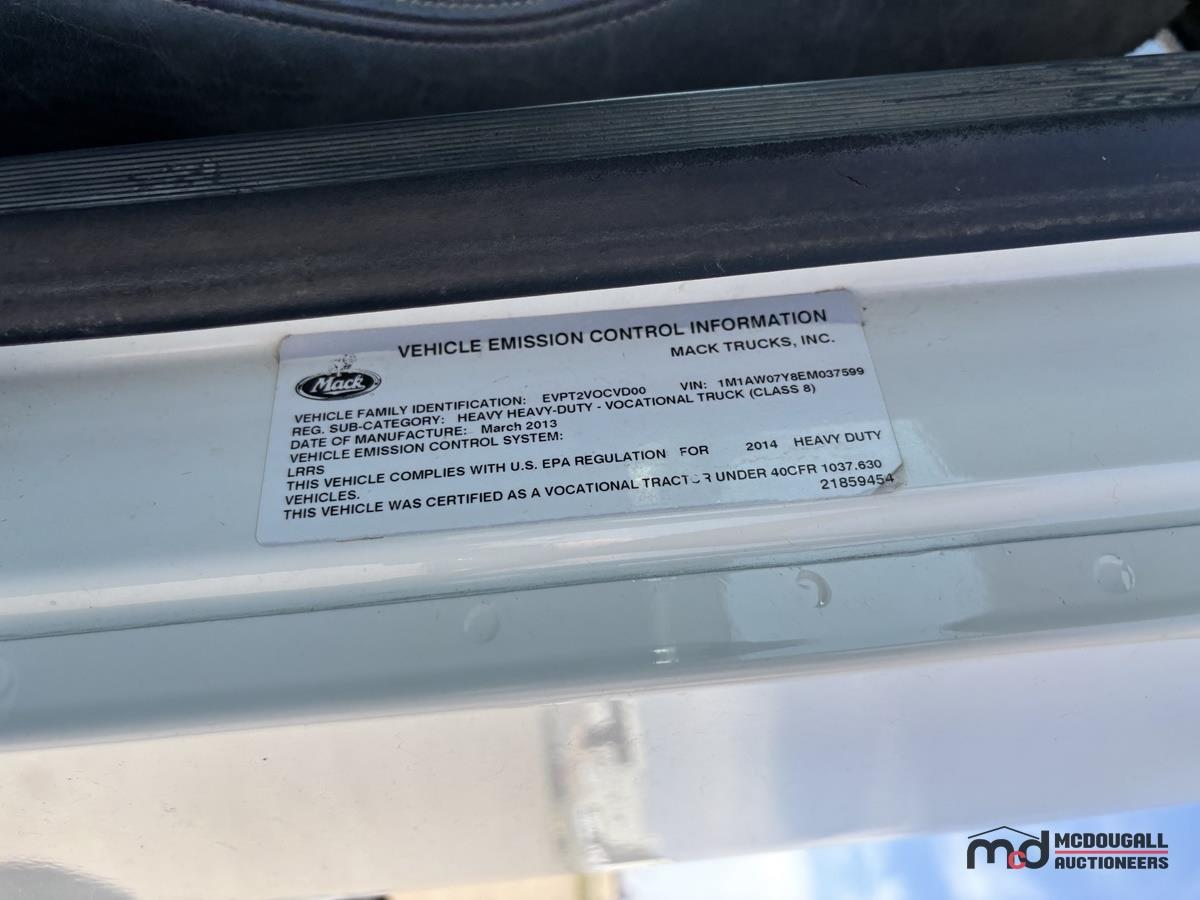 VEHICLE EMISSION CONTROL INFORMATION
Mack
MACK TRUCKS, INC.
VEHICLE FAMILY IDENTIFICATION: EVPT2VOCVD00 VIN: 1M1AW07Y8EM037599
REG. SUB-CATEGORY: HEAVY HEAVY-DUTY - VOCATIONAL TRUCK (CLASS 8)
DATE OF MANUFACTURE: March 2013
VEHICLE EMISSION CONTROL SYSTEM:
LRRS
THIS VEHICLE COMPLIES WITH U.S. EPA REGULATION FOR 2014 HEAVY DUTY
VEHICLES.
THIS VEHICLE WAS CERTIFIED AS A VOCATIONAL TRACTOR UNDER 40CFR 1037.630
21859454
mcd MCDOUGALL
AUCTIONEERS